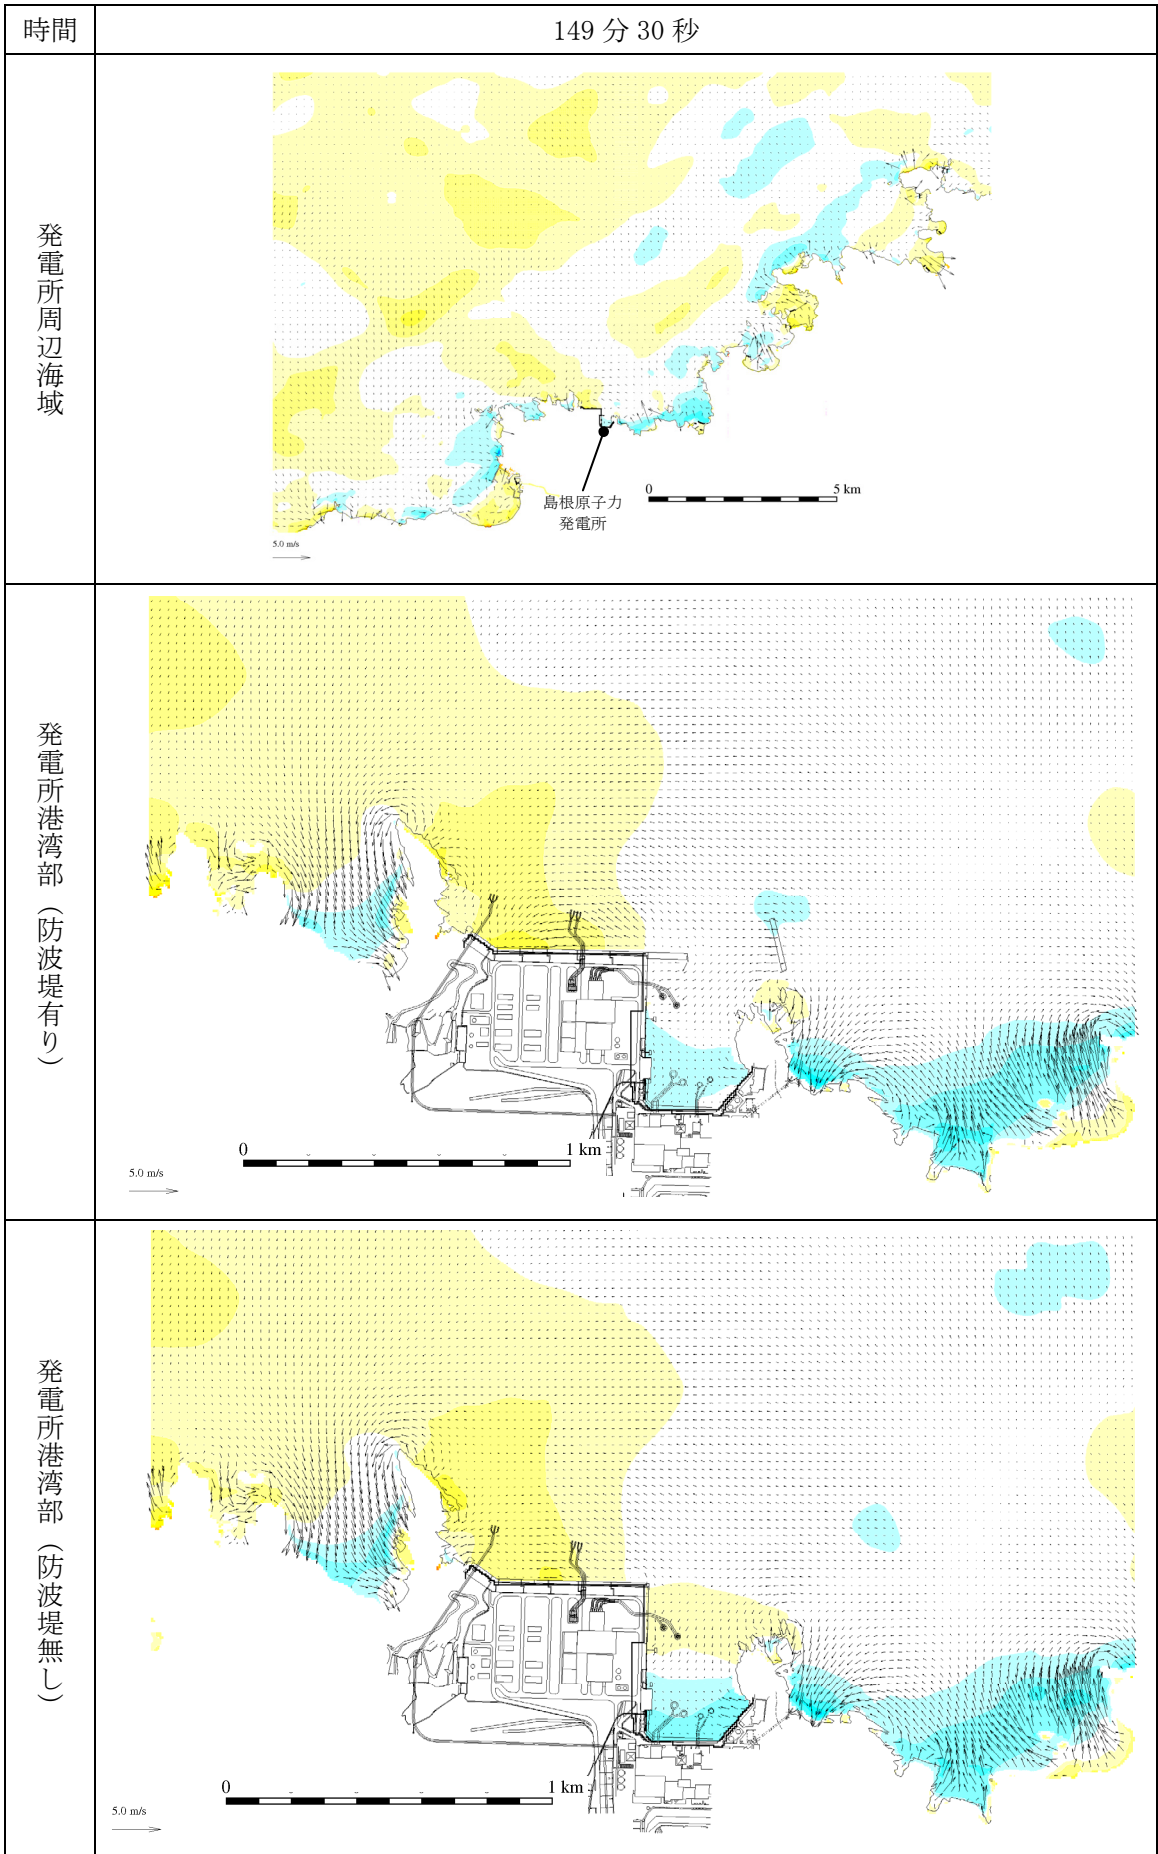 時間
149 分 30 秒
発電所周辺海域
島根原子力
発電所
0
5 km
5.0 m/s
発電所港湾部（防波堤有り）
0
1 km
5.0 m/s
発電所港湾部（防波堤無し）
0
1 km
5.0 m/s